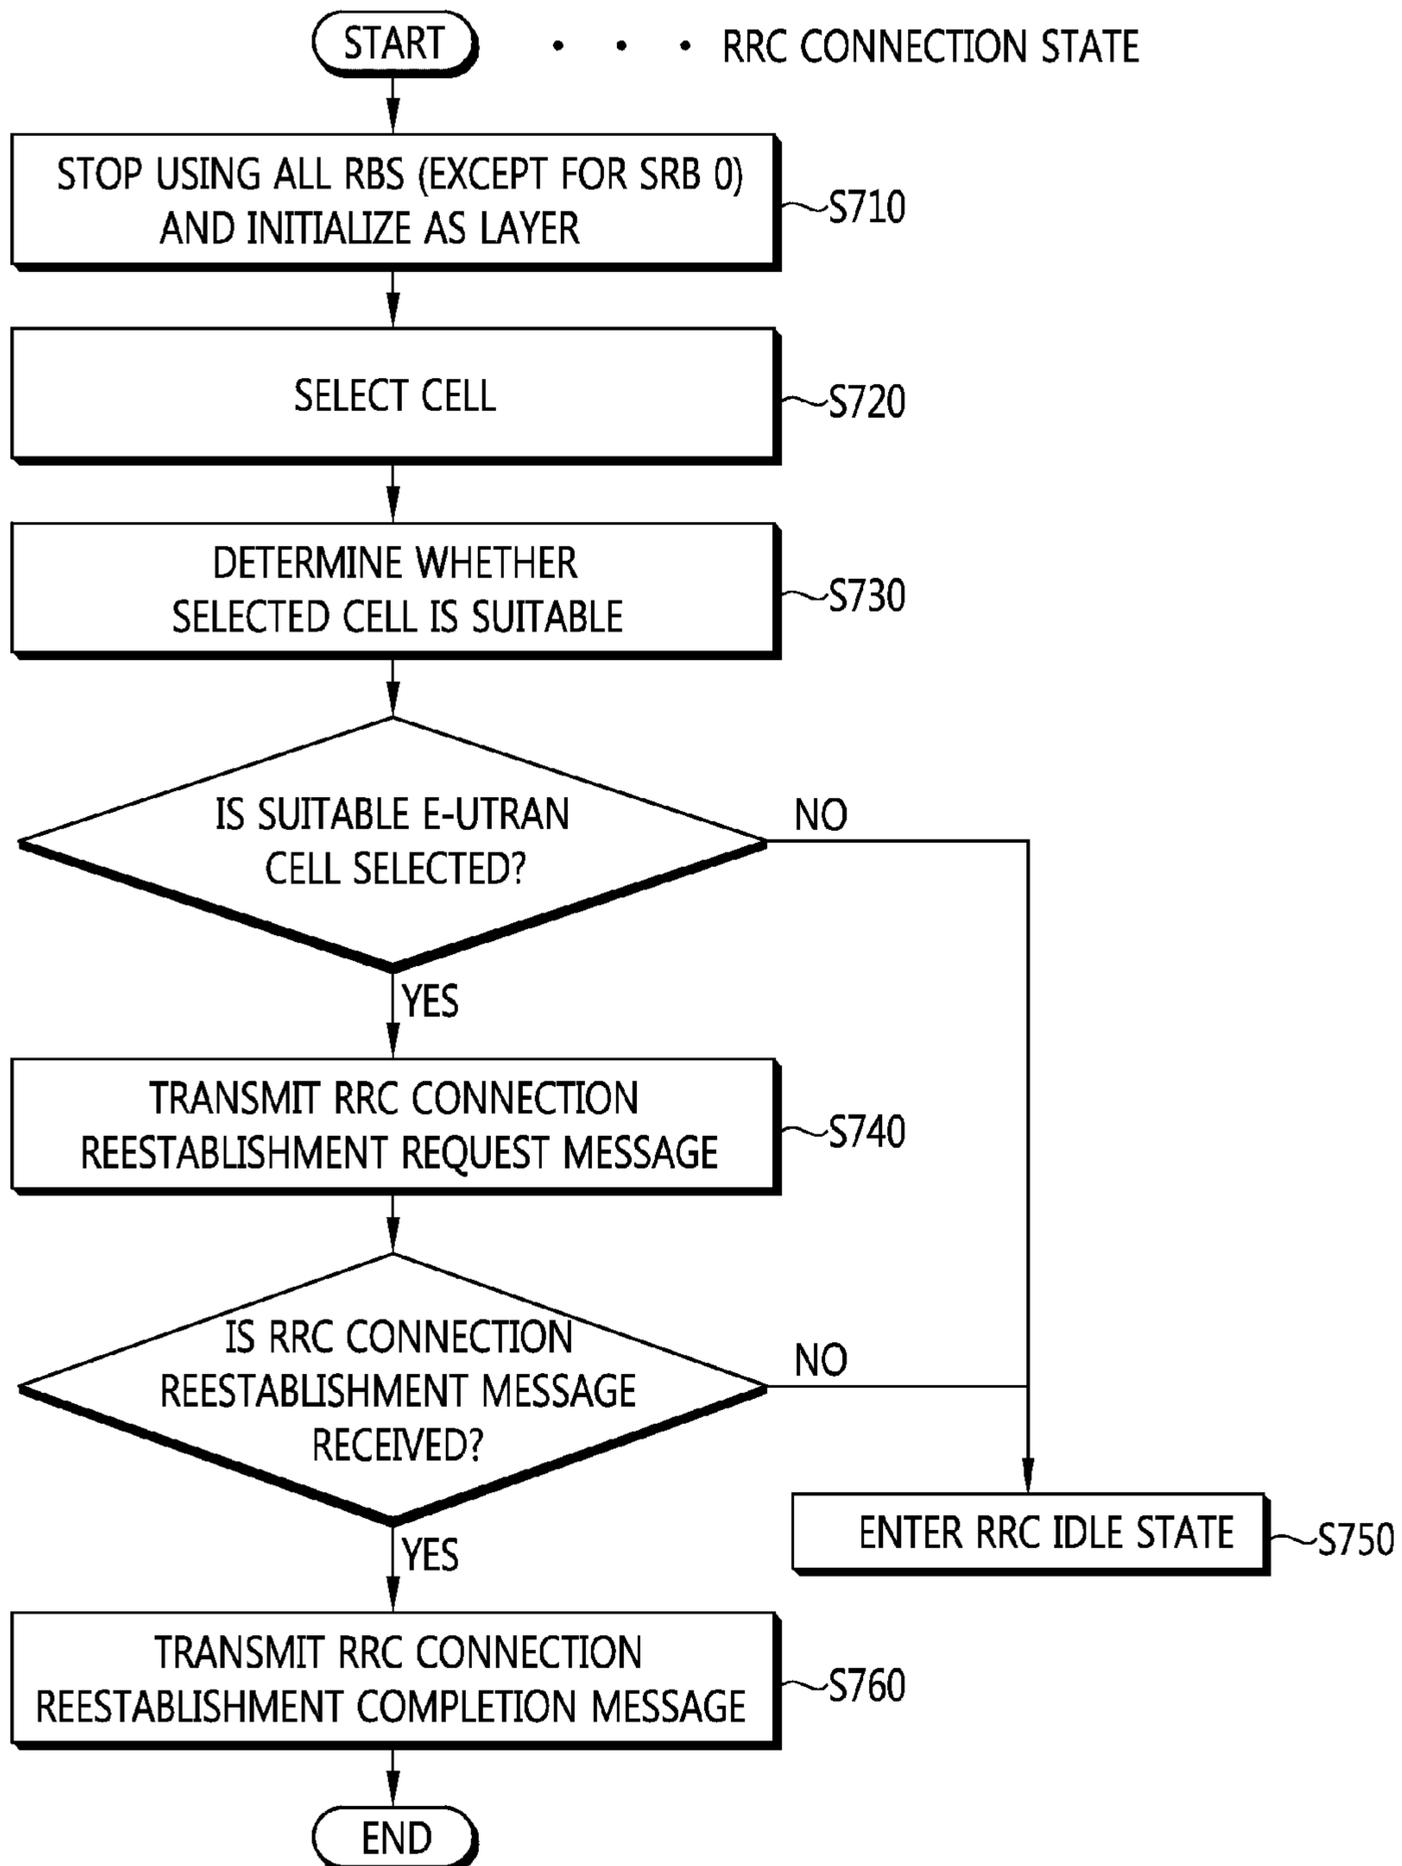 START
• • • RRC CONNECTION STATE
STOP USING ALL RBS (EXCEPT FOR SRB 0)
AND INITIALIZE AS LAYER
S710
SELECT CELL
S720
DETERMINE WHETHER
SELECTED CELL IS SUITABLE
S730
IS SUITABLE E-UTRAN
CELL SELECTED?
NO
YES
TRANSMIT RRC CONNECTION
REESTABLISHMENT REQUEST MESSAGE
S740
IS RRC CONNECTION
REESTABLISHMENT MESSAGE
RECEIVED?
NO
YES
ENTER RRC IDLE STATE
S750
TRANSMIT RRC CONNECTION
REESTABLISHMENT COMPLETION MESSAGE
S760
END